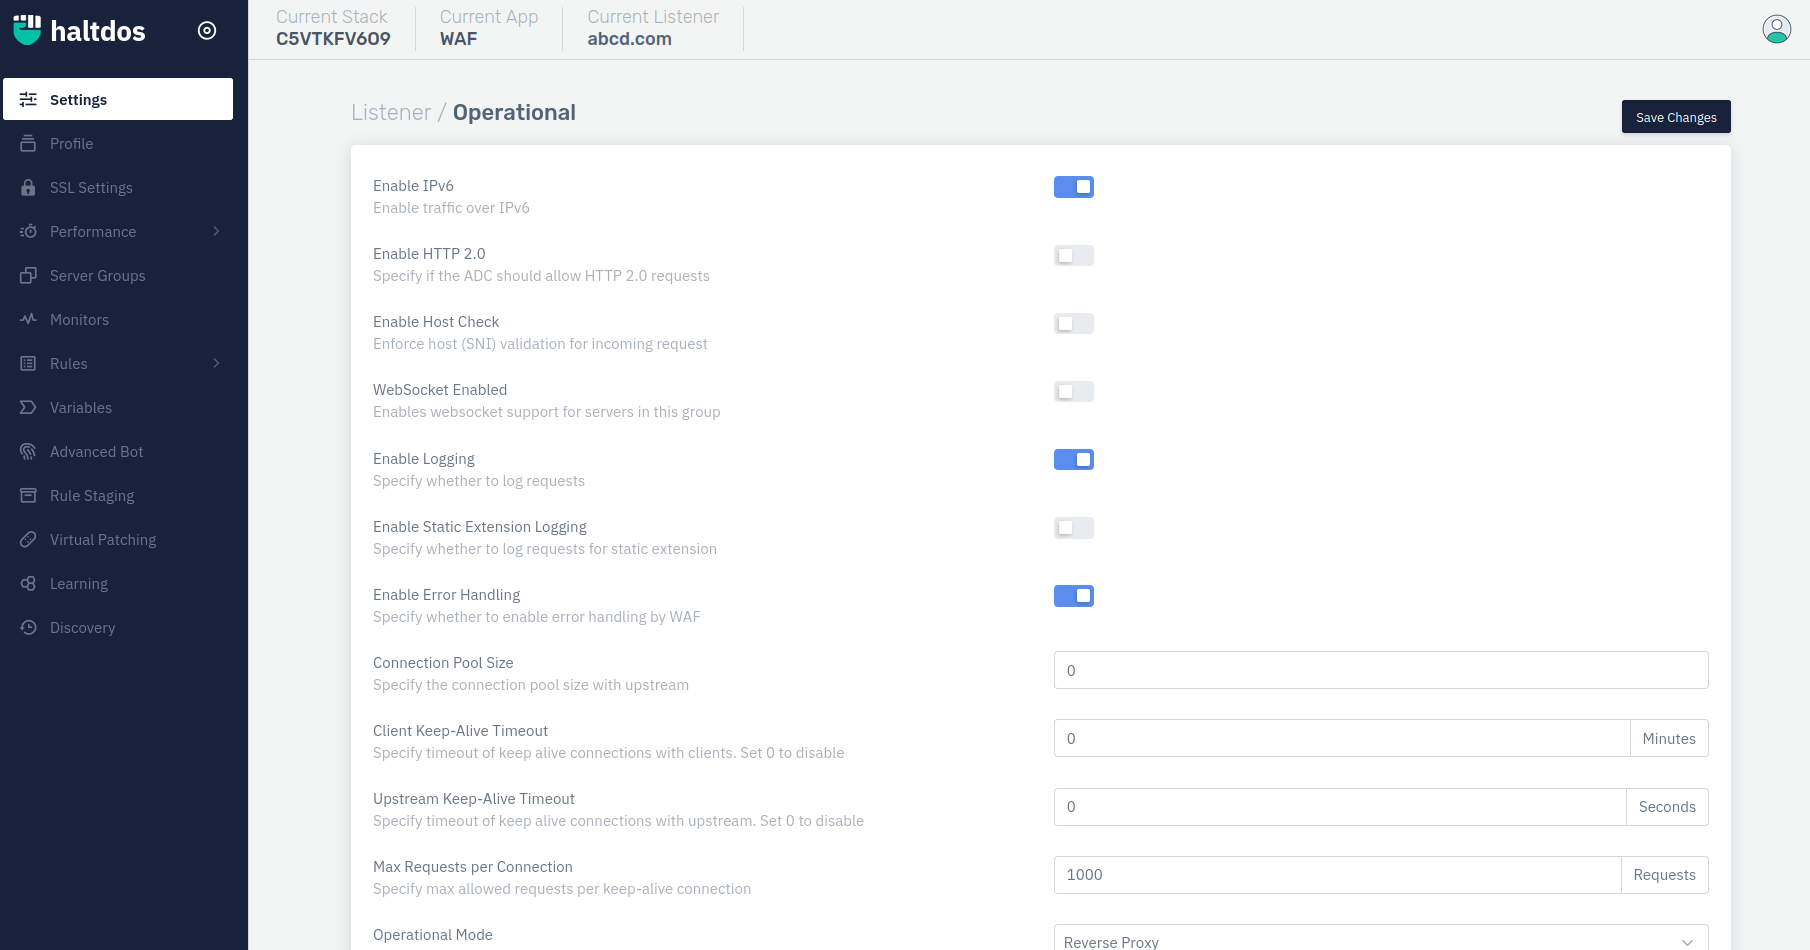 haltdos
Current Stack
C5VTKFV6O9
Current App
WAF
Current Listener
abcd.com
Settings
Profile
SSL Settings
Performance
Server Groups
Monitors
Rules
Variables
Advanced Bot
Rule Staging
Virtual Patching
Learning
Discovery
Listener / Operational
Save Changes
Enable IPv6
Enable traffic over IPv6
Enable HTTP 2.0
Specify if the ADC should allow HTTP 2.0 requests
Enable Host Check
Enforce host (SNI) validation for incoming request
WebSocket Enabled
Enables websocket support for servers in this group
Enable Logging
Specify whether to log requests
Enable Static Extension Logging
Specify whether to log requests for static extension
Enable Error Handling
Specify whether to enable error handling by WAF
Connection Pool Size
Specify the connection pool size with upstream
0
Client Keep-Alive Timeout
Specify timeout of keep alive connections with clients. Set 0 to disable
0 Minutes
Upstream Keep-Alive Timeout
Specify timeout of keep alive connections with upstream. Set 0 to disable
0 Seconds
Max Requests per Connection
Specify max allowed requests per keep-alive connection
1000 Requests
Operational Mode
Reverse Proxy